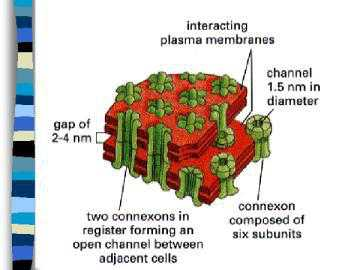 interacting
plasma membranes
channel
1.5 nm in
diameter
gap of
2-4 nm
connexon
composed of
six subunits
two connexons in
register forming an
open channel between
adjacent cells